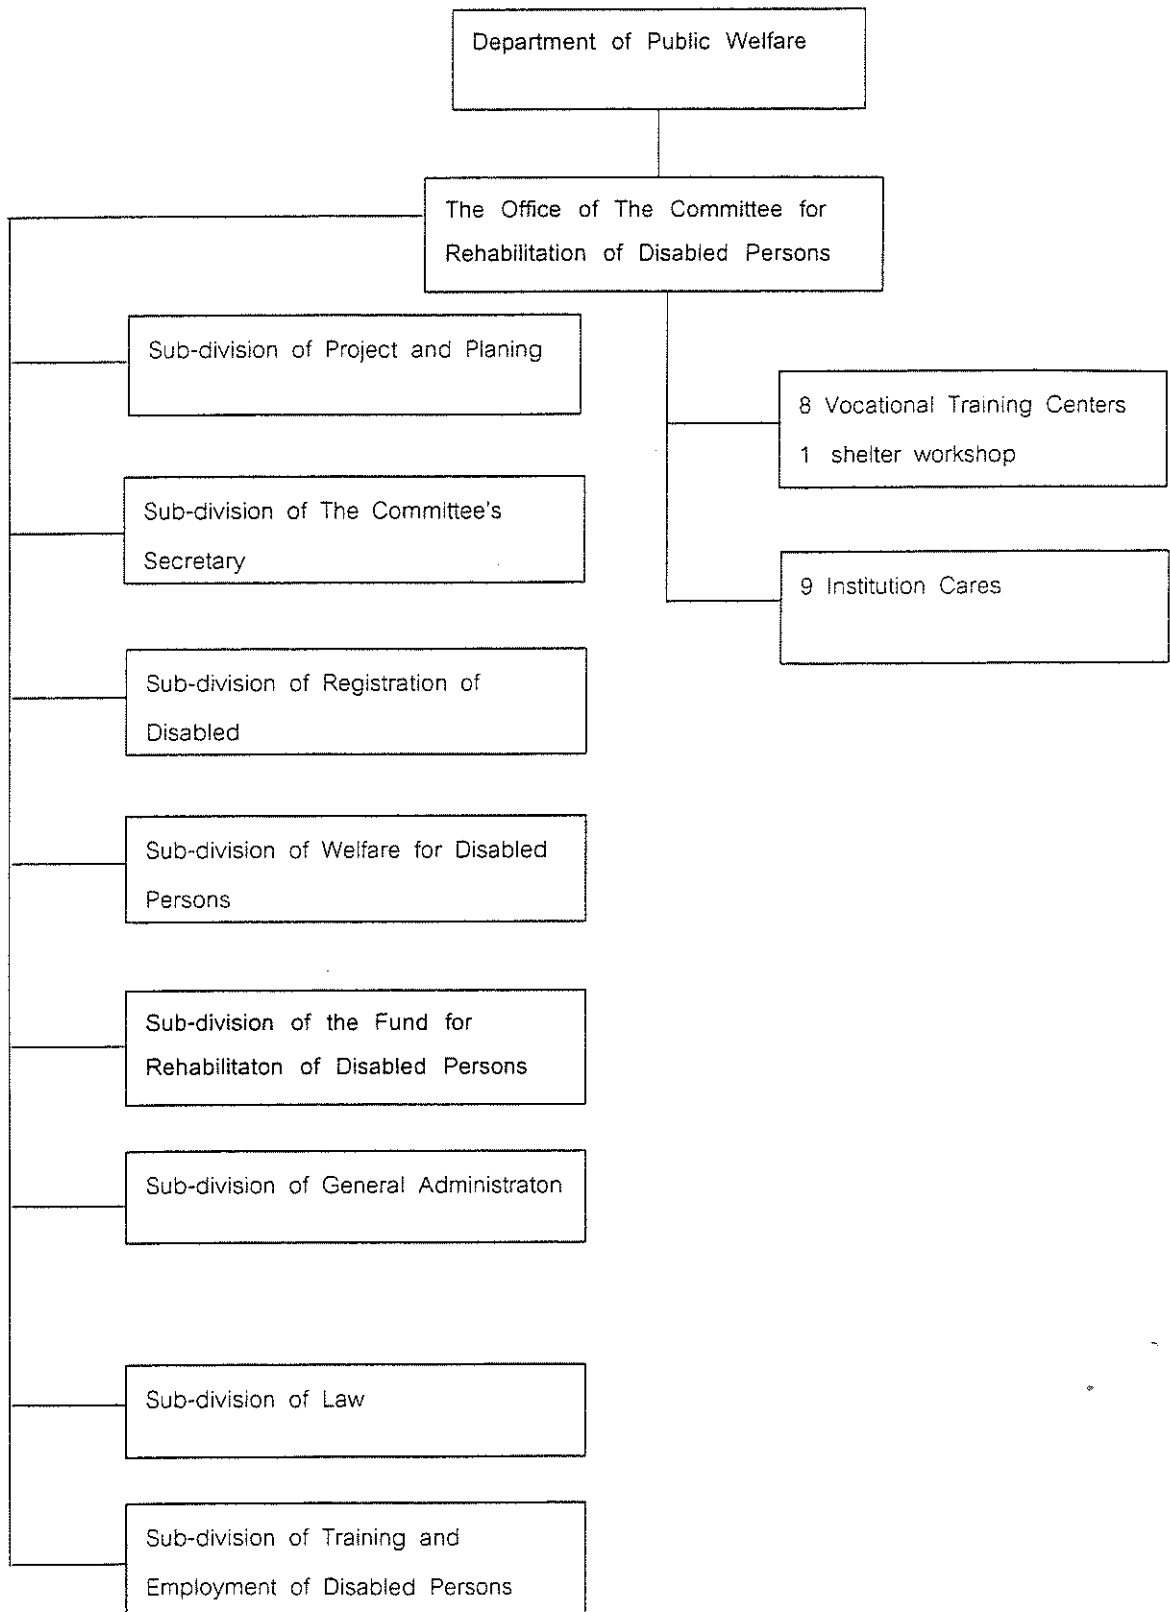 Department of Public Welfare
The Office of The Committee for
Rehabilitation of Disabled Persons
Sub-division of Project and Planing
8 Vocational Training Centers
1 shelter workshop
Sub-division of The Committee's
Secretary
9 Institution Cares
Sub-division of Registration of
Disabled
Sub-division of Welfare for Disabled
Persons
Sub-division of the Fund for
Rehabilitaton of Disabled Persons
Sub-division of General Administraton
Sub-division of Law
Sub-division of Training and
Employment of Disabled Persons